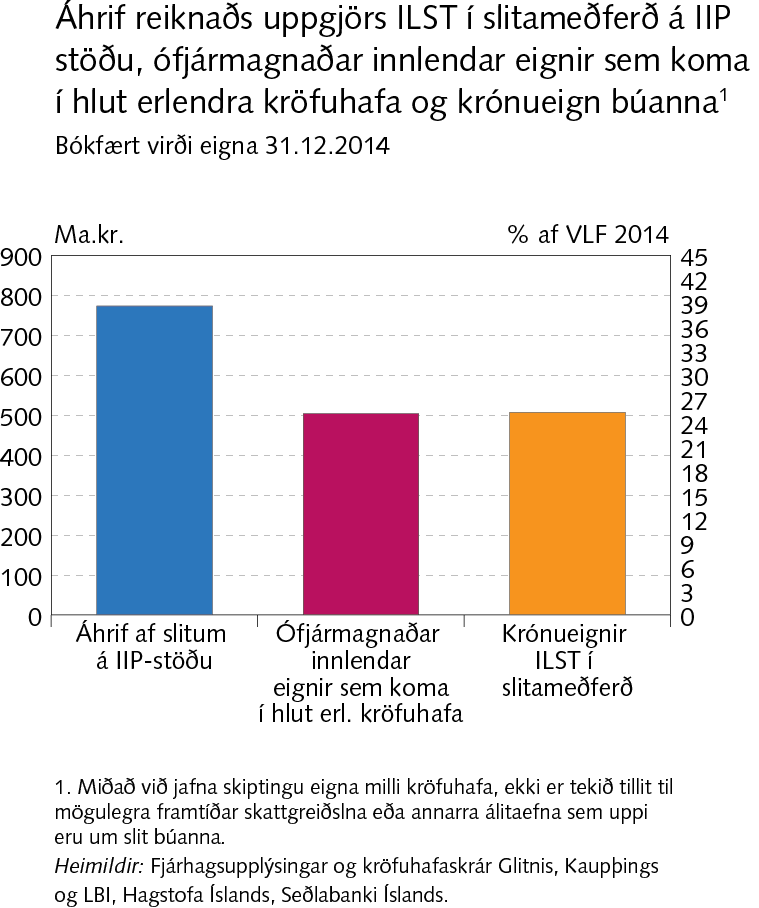 Áhrif reiknaðs uppgjörs ILST í slitameðferð á IIP
stöðu, ófjármagnaðar innlendar eignir sem koma
í hlut erlendra kröfuhafa og krónueign búanna¹
Bókfært virði eigna 31.12.2014
Ma.kr.
% af VLF 2014
900
800
700
600
500
400
300
200
100
0
45
42
39
36
33
30
27
24
21
18
15
12
9
6
3
0
Áhrif af slitum
á IIP-stöðu
Ófjármagnaðar
innlendar
eignir sem koma
í hlut erl. kröfuhafa
Krónueignir
ILST í
slitameðferð
1. Miðað við jafna skiptingu eigna milli kröfuhafa, ekki er tekið tillit til
mögulegra framtíðar skattgreiðslna eða annarra álitaefna sem uppi
eru um slit búanna.
Heimildir: Fjárhagsupplýsingar og kröfuhafaskrár Glitnis, Kaupþings
og LBI, Hagstofa Íslands, Seðlabanki Íslands.